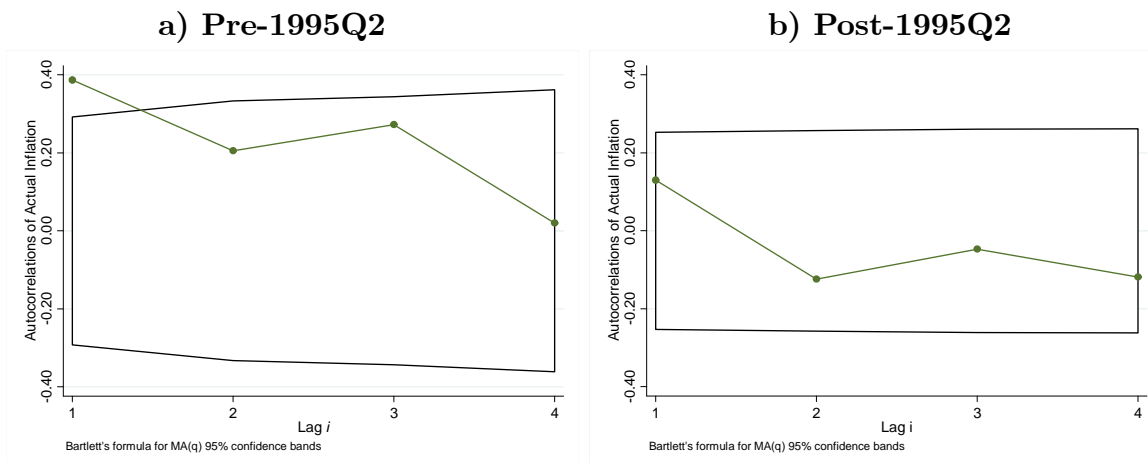 a) Pre-1995Q2
Autocorrelations of Actual Inflation
0.40
0.20
0.00
-0.20
-0.40
1 2 3 4
Lag i
Bartlett's formula for MA(q) 95% confidence bands
b) Post-1995Q2
Autocorrelations of Actual Inflation
0.40
0.20
0.00
-0.20
-0.40
1 2 3 4
Lag i
Bartlett's formula for MA(q) 95% confidence bands